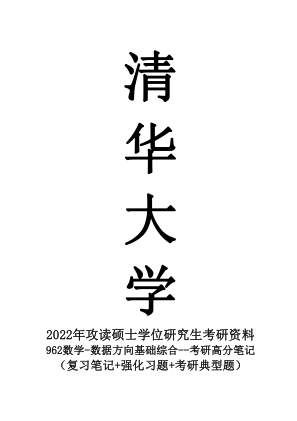 清
华
大
学
2022年攻读硕士学位研究生考研资料
962数学-数据方向基础综合--考研高分笔记
（复习笔记+强化习题+考研典型题）